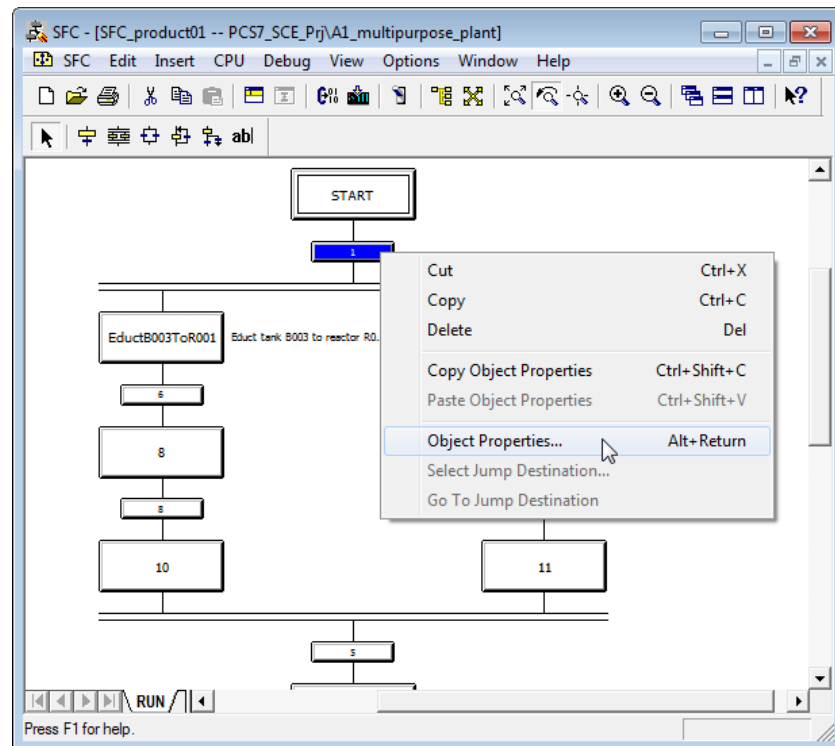 SFC - [SFC_product01 -- PCS7_SCE_Prj\A1_multipurpose_plant]
SFC Edit Insert CPU Debug View Options Window Help
ab|
START
1
Cut Ctrl+X
Copy Ctrl+C
Delete Del
EductB003ToR001 Educt tank B003 to reactor R0.
Copy Object Properties Ctrl+Shift+C
Paste Object Properties Ctrl+Shift+V
6
Object Properties... Alt+Return
8
Select Jump Destination...
Go To Jump Destination
8
10 11
5
RUN
Press F1 for help.